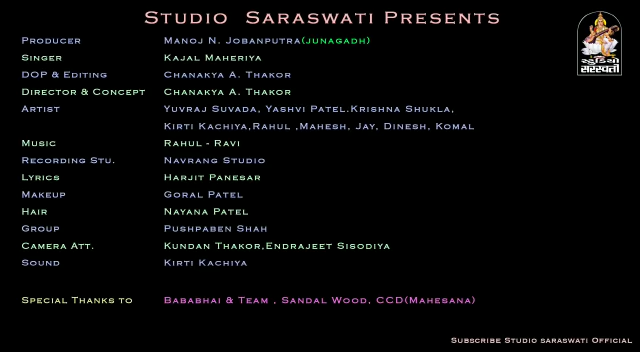 Studio Saraswati Presents
સ્ટુડિયો
सरस्वती
Producer Manoj N. Jobanputra(junagadh)
Singer Kajal Maheriya
DOP & Editing Chanakya A. Thakor
Director & Concept Chanakya A. Thakor
Artist Yuvraj Suvada, Yashvi Patel.Krishna Shukla,
Kirti Kachiya,Rahul ,Mahesh, Jay, Dinesh, Komal
Music Rahul - Ravi
Recording Stu. Navrang Studio
Lyrics Harjit Panesar
Makeup Goral Patel
Hair Nayana Patel
Group Pushpaben Shah
Camera Att. Kundan Thakor,Endrajeet Sisodiya
Sound Kirti Kachiya
Special Thanks to Bababhai & Team , Sandal Wood, CCD(Mahesana)
Subscribe Studio saraswati Official